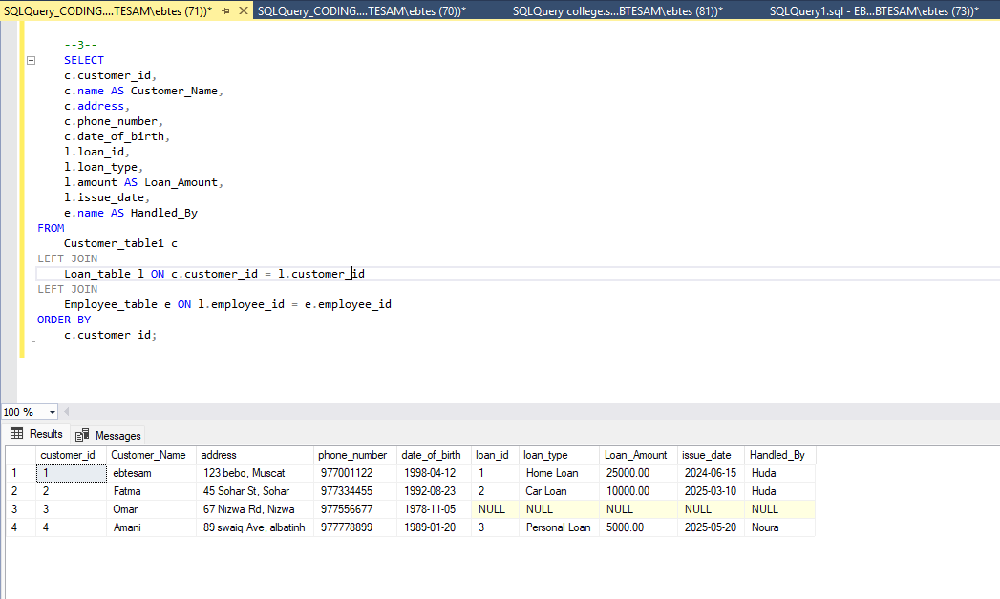 SQLQuery_CODING....TESAM\ebtes (71))* SQLQuery_CODING....TESAM\ebtes (70))* SQLQuery college.s...BTESAM\ebtes (81))* SQLQuery1.sql - EB...BTESAM\ebtes (73))*
--3--
SELECT
c.customer_id,
c.name AS Customer_Name,
c.address,
c.phone_number,
c.date_of_birth,
l.loan_id,
l.loan_type,
l.amount AS Loan_Amount,
l.issue_date,
e.name AS Handled_By
FROM
Customer_table1 c
LEFT JOIN
Loan_table l ON c.customer_id = l.customer_id
LEFT JOIN
Employee_table e ON l.employee_id = e.employee_id
ORDER BY
c.customer_id;
100 %
Results Messages
customer_id Customer_Name address phone_number date_of_birth loan_id loan_type Loan_Amount issue_date Handled_By
1 1 ebtesam 123 bebo, Muscat 977001122 1998-04-12 1 Home Loan 25000.00 2024-06-15 Huda
2 2 Fatma 45 Sohar St, Sohar 977334455 1992-08-23 2 Car Loan 10000.00 2025-03-10 Huda
3 3 Omar 67 Nizwa Rd, Nizwa 977556677 1978-11-05 NULL NULL NULL NULL NULL
4 4 Amani 89 swaiq Ave, albatinh 977778899 1989-01-20 3 Personal Loan 5000.00 2025-05-20 Noura